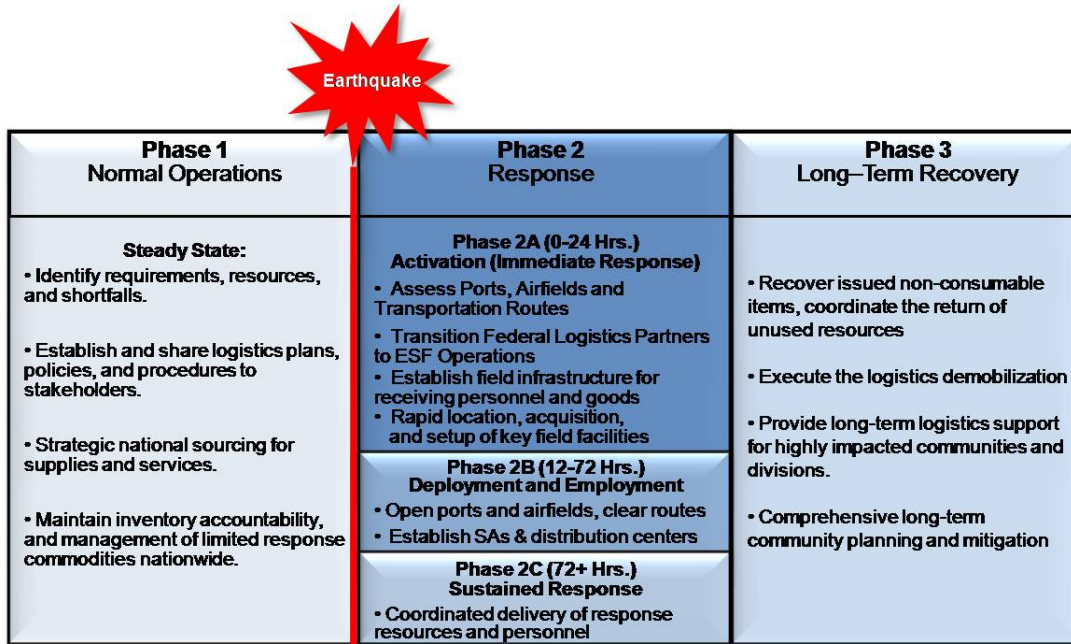 Earthquake
Phase 1
Normal Operations
Steady State:
• Identify requirements, resources,
and shortfalls.
• Establish and share logistics plans,
policies, and procedures to
stakeholders.
• Strategic national sourcing for
supplies and services.
• Maintain inventory accountability,
and management of limited response
commodities nationwide.
Phase 2
Response
Phase 2A (0-24 Hrs.)
Activation (Immediate Response)
• Assess Ports, Airfields and
Transportation Routes
• Transition Federal Logistics Partners
to ESF Operations
• Establish field infrastructure for
receiving personnel and goods
• Rapid location, acquisition,
and setup of key field facilities
Phase 2B (12-72 Hrs.)
Deployment and Employment
• Open ports and airfields, clear routes
• Establish SAs & distribution centers
Phase 2C (72+ Hrs.)
Sustained Response
• Coordinated delivery of response
resources and personnel
Phase 3
Long–Term Recovery
• Recover issued non-consumable
items, coordinate the return of
unused resources
• Execute the logistics demobilization
• Provide long-term logistics support
for highly impacted communities and
divisions.
• Comprehensive long-term
community planning and mitigation